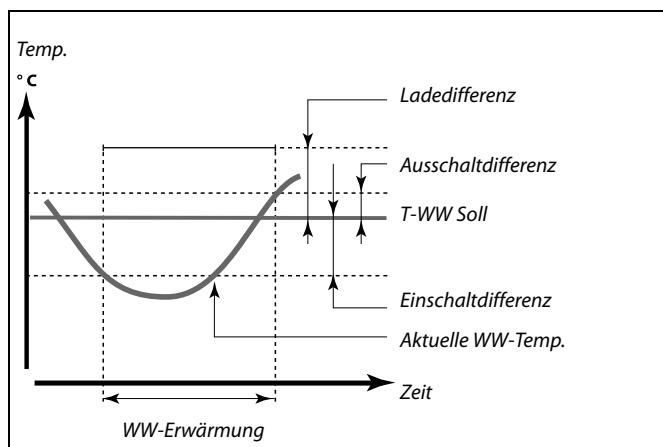 Temp.
°C
Ladedifferenz
Ausschaltdifferenz
T-WW Soll
Einschaltdifferenz
Aktuelle WW-Temp.
Zeit
WW-Erwärmung